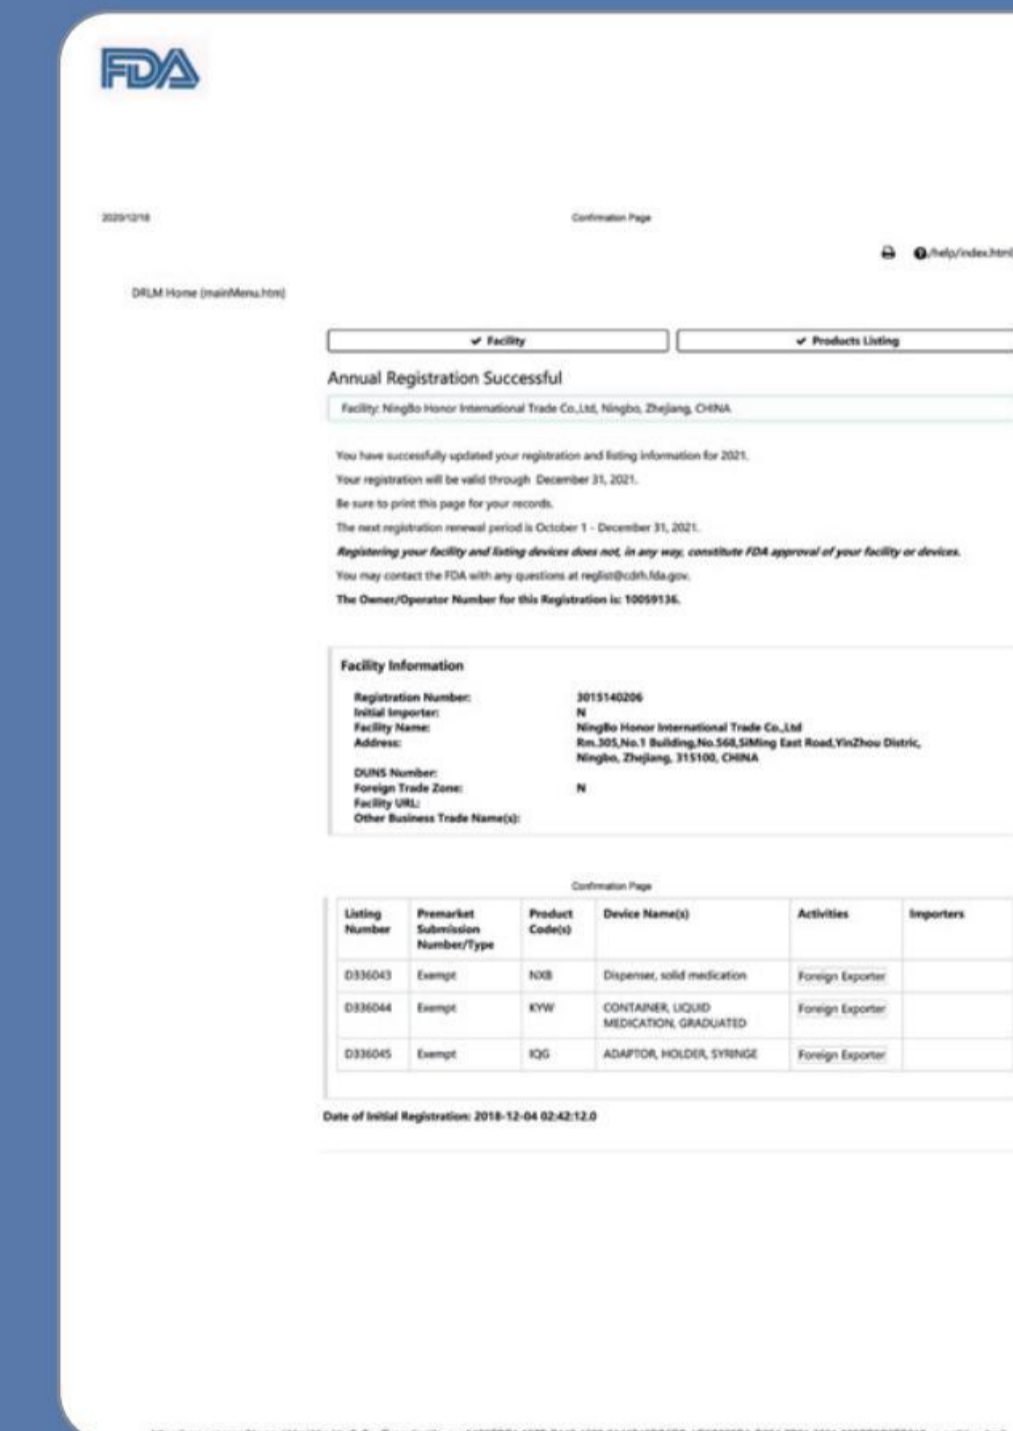 FDA
2020/12/18
Confirmation Page
/help/index.html
DRLM Home (mainMenu.htm)
✔ Facility
✔ Products Listing
Annual Registration Successful
Facility: NingBo Honor International Trade Co.,Ltd, Ningbo, Zhejiang, CHINA
You have successfully updated your registration and listing information for 2021.
Your registration will be valid through December 31, 2021.
Be sure to print this page for your records.
The next registration renewal period is October 1 - December 31, 2021.
Registering your facility and listing devices does not, in any way, constitute FDA approval of your facility or devices.
You may contact the FDA with any questions at reglist@cdrh.fda.gov.
The Owner/Operator Number for this Registration is: 10059136.
Facility Information
Registration Number: 3015140206
Initial Importer: N
Facility Name: NingBo Honor International Trade Co.,Ltd
Address: Rm.305,No.1 Building,No.568,SiMing East Road,YinZhou Distric,
Ningbo, Zhejiang, 315100, CHINA
DUNS Number:
Foreign Trade Zone: N
Facility URL:
Other Business Trade Name(s):
Confirmation Page
Listing Number Premarket Submission Number/Type Product Code(s) Device Name(s) Activities Importers
D336043 Exempt NXB Dispenser, solid medication Foreign Exporter
D336044 Exempt KYW CONTAINER, LIQUID MEDICATION, GRADUATED Foreign Exporter
D336045 Exempt IQG ADAPTOR, HOLDER, SYRINGE Foreign Exporter
Date of Initial Registration: 2018-12-04 02:42:12.0